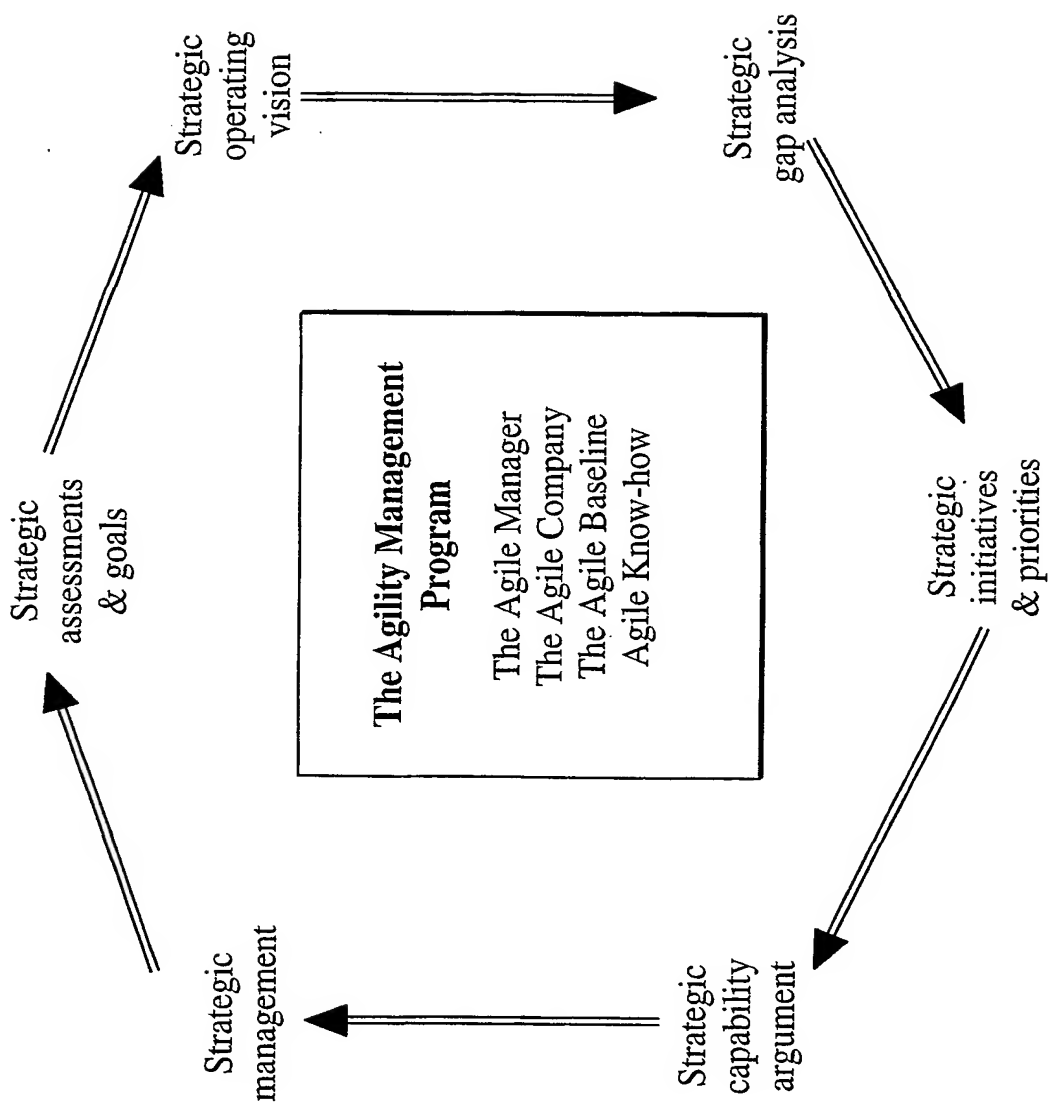 Strategic
assessments
& goals
Strategic
operating
vision
Strategic
gap analysis
Strategic
initiatives
& priorities
Strategic
capability
argument
Strategic
management
The Agility Management
Program
The Agile Manager
The Agile Company
The Agile Baseline
Agile Know-how